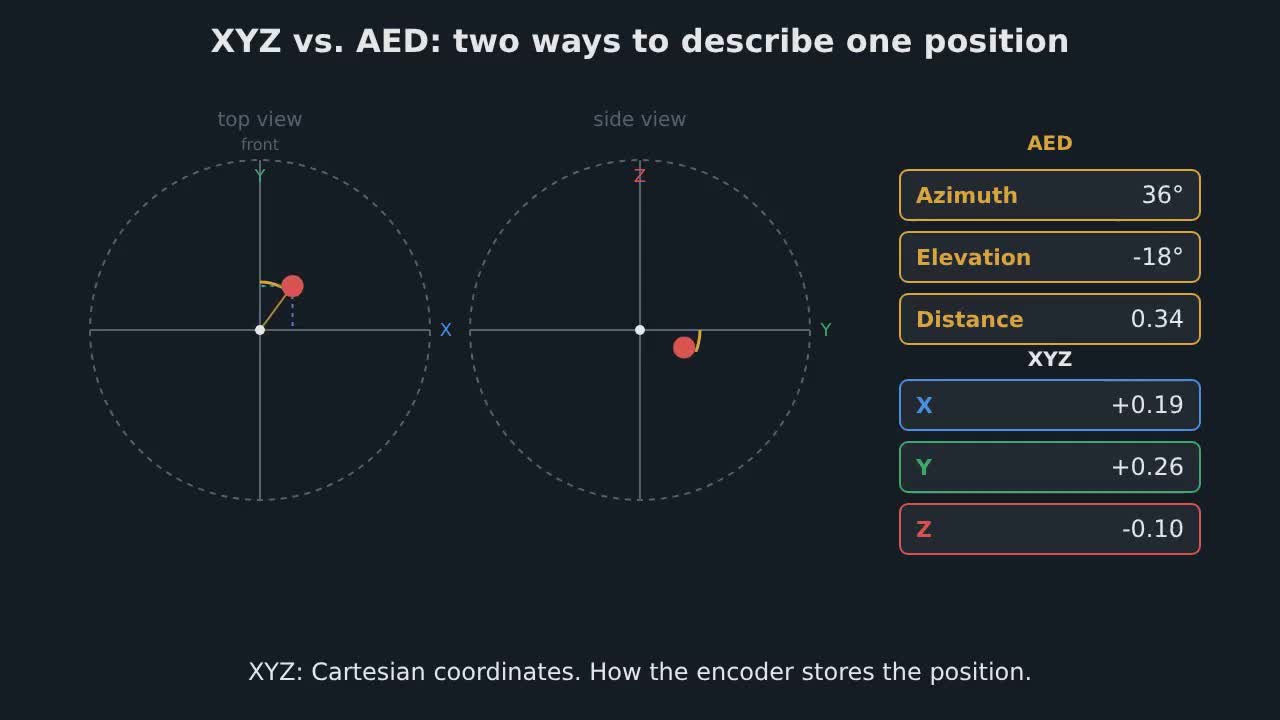 XYZ vs. AED: two ways to describe one position
top view
front
Y
X
side view
Z
Y
AED
Azimuth 36°
Elevation -18°
Distance 0.34
XYZ
X +0.19
Y +0.26
Z -0.10
XYZ: Cartesian coordinates. How the encoder stores the position.